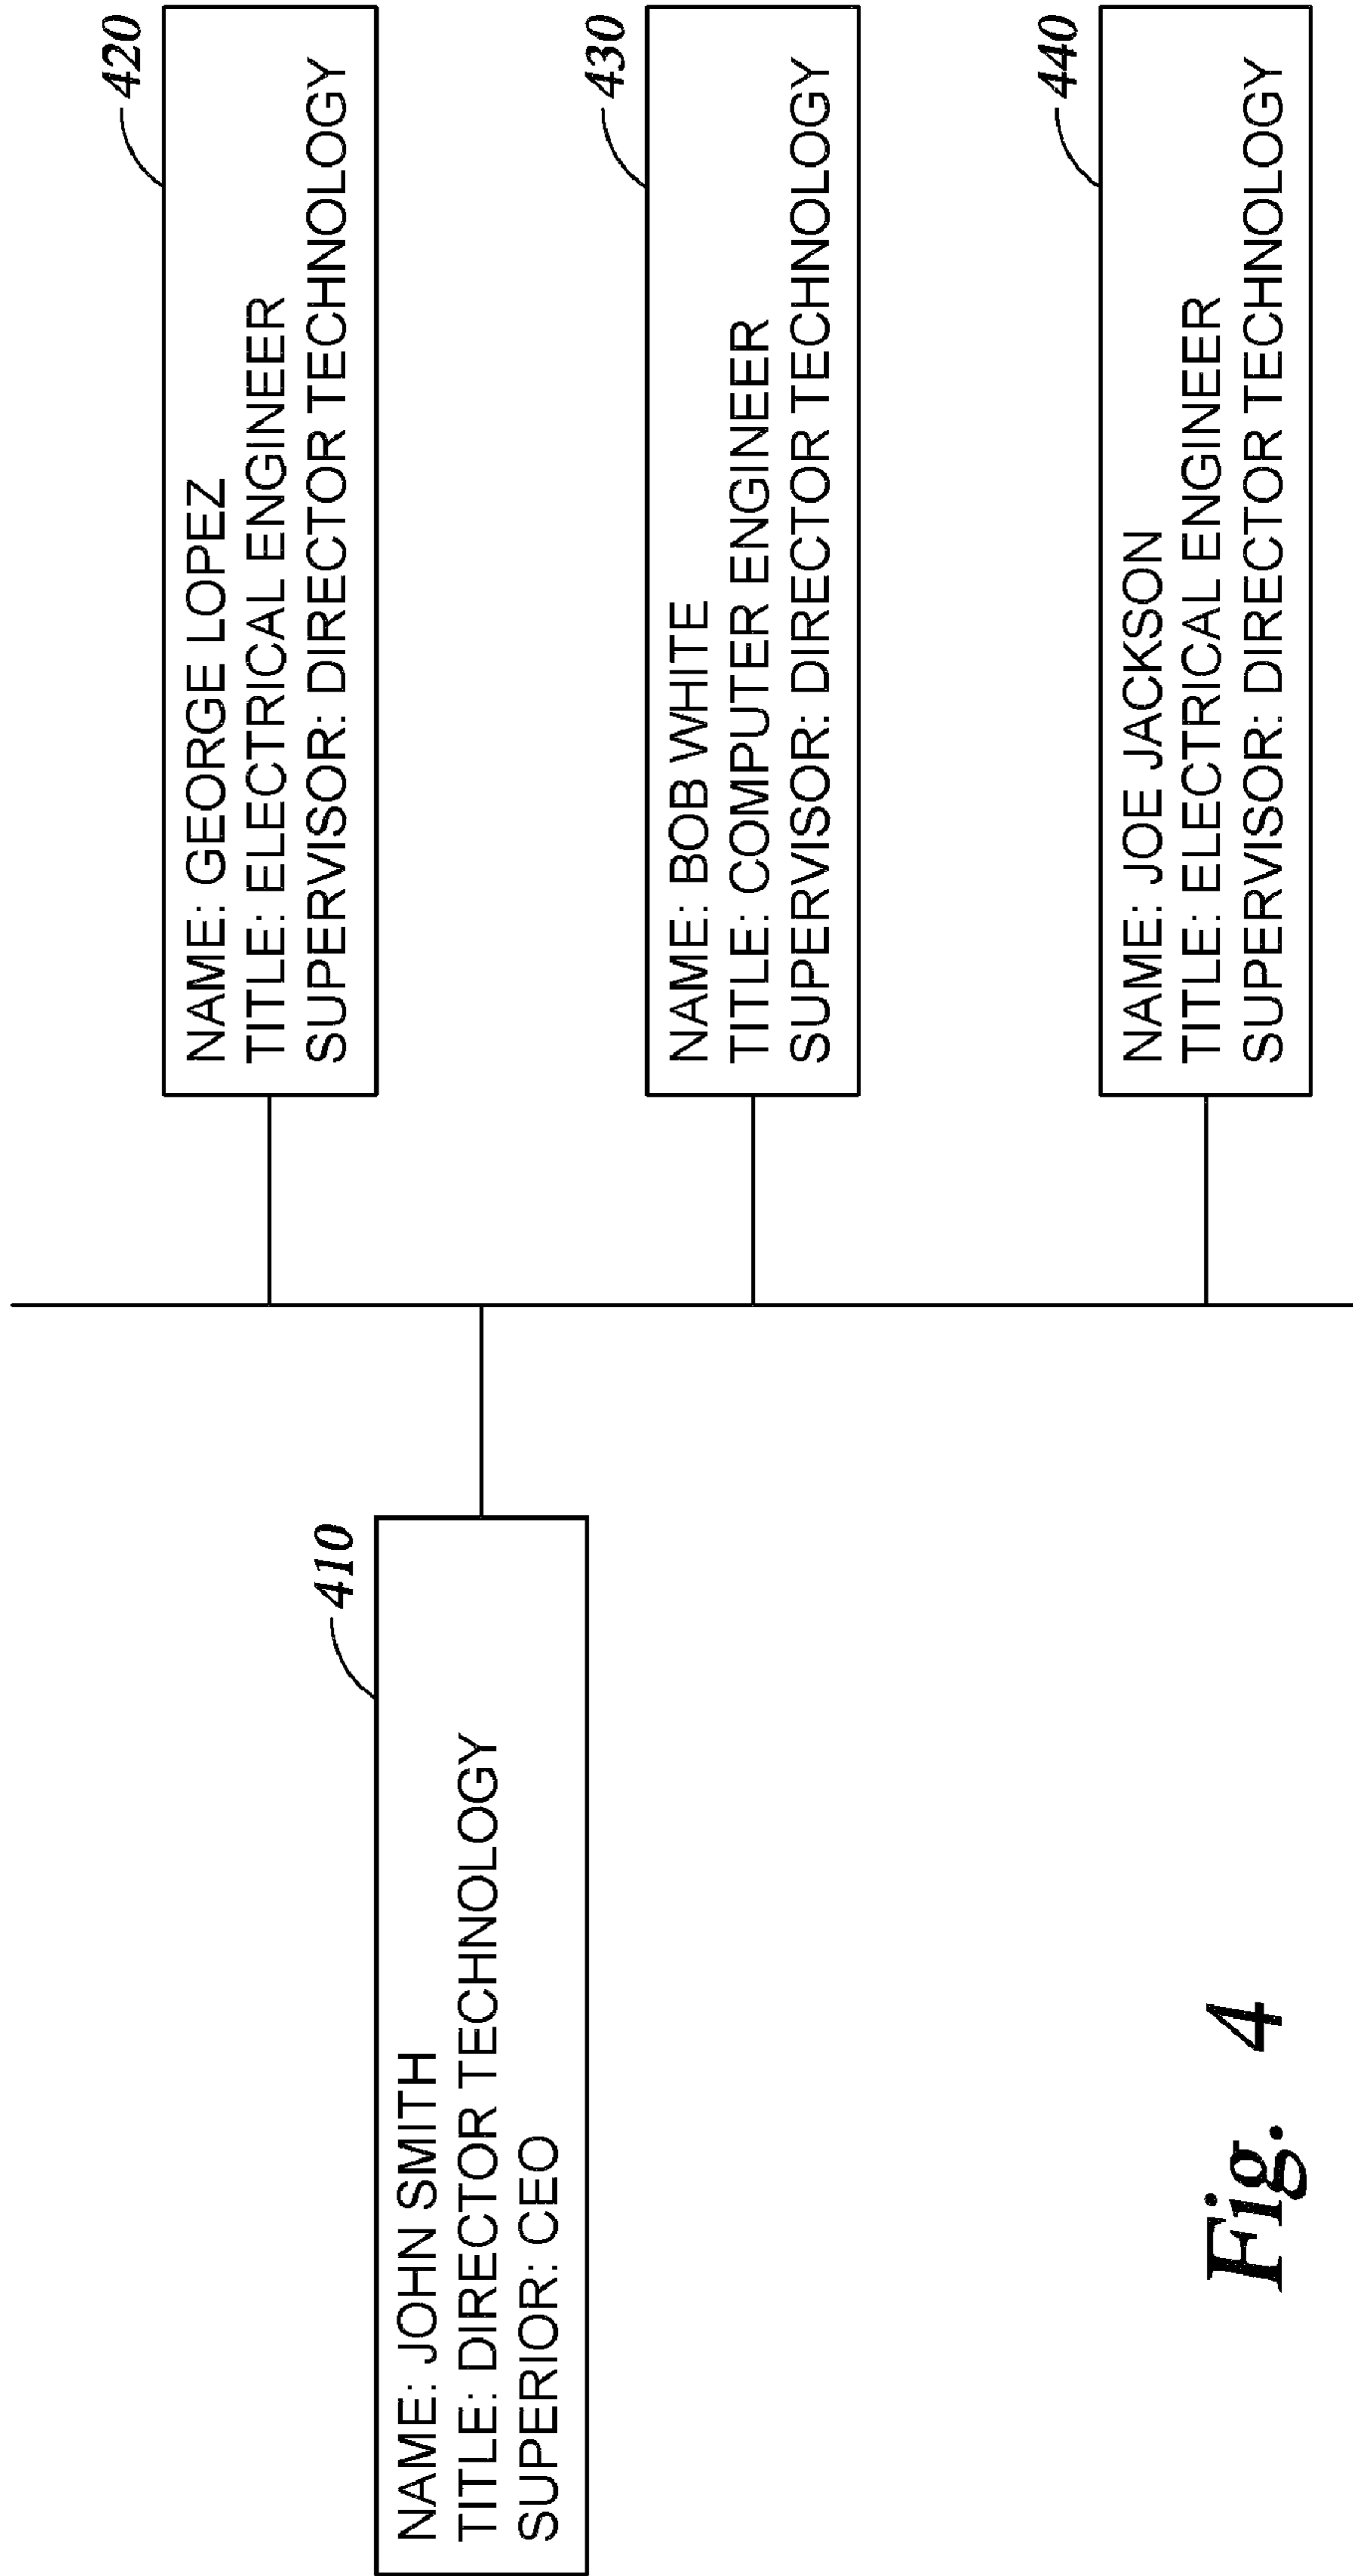 410
NAME: JOHN SMITH
TITLE: DIRECTOR TECHNOLOGY
SUPERIOR: CEO
420
NAME: GEORGE LOPEZ
TITLE: ELECTRICAL ENGINEER
SUPERVISOR: DIRECTOR TECHNOLOGY
430
NAME: BOB WHITE
TITLE: COMPUTER ENGINEER
SUPERVISOR: DIRECTOR TECHNOLOGY
440
NAME: JOE JACKSON
TITLE: ELECTRICAL ENGINEER
SUPERVISOR: DIRECTOR TECHNOLOGY
Fig. 4